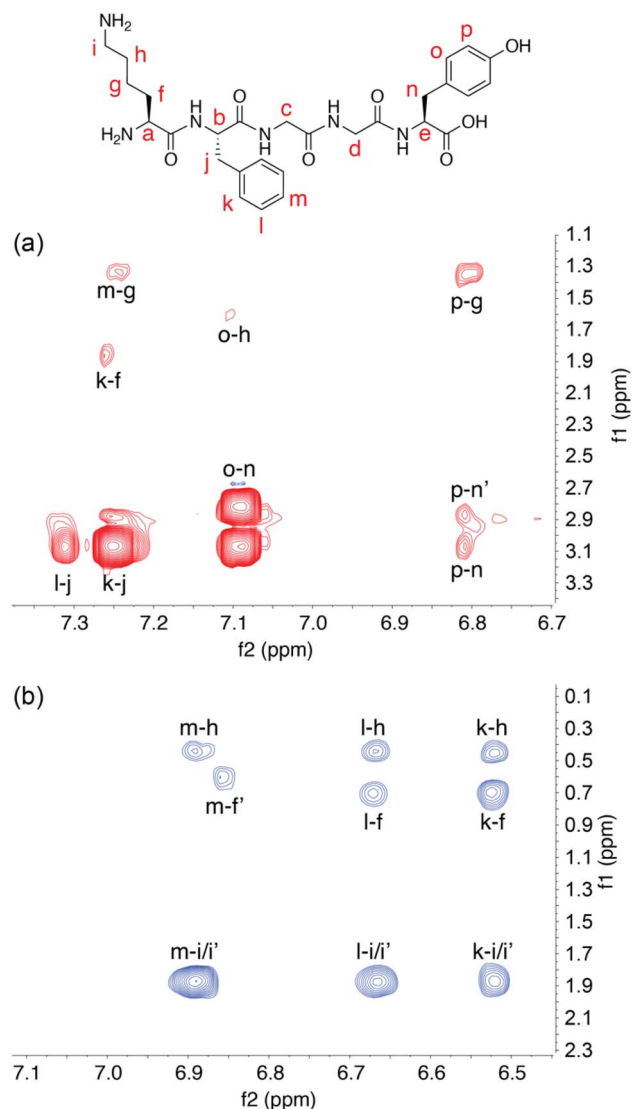 NH2
i
h
g
f
H2N
a
O
H
N
b
j
k
l
m
O
N
H
c
O
H
N
d
O
N
H
n
e
o
p
OH
O
OH
(a)
m-g
p-g
o-h
k-f
o-n
p-n'
p-n
l-j
k-j
1.1
1.3
1.5
1.7
1.9
2.1
2.3
2.5
2.7
2.9
3.1
3.3
f1 (ppm)
7.3 7.2 7.1 7.0 6.9 6.8 6.7
f2 (ppm)
(b)
m-h l-h k-h
m-f'
l-f k-f
m-i/i' l-i/i' k-i/i'
0.1
0.3
0.5
0.7
0.9
1.1
1.3
1.5
1.7
1.9
2.1
2.3
f1 (ppm)
7.1 7.0 6.9 6.8 6.7 6.6 6.5
f2 (ppm)